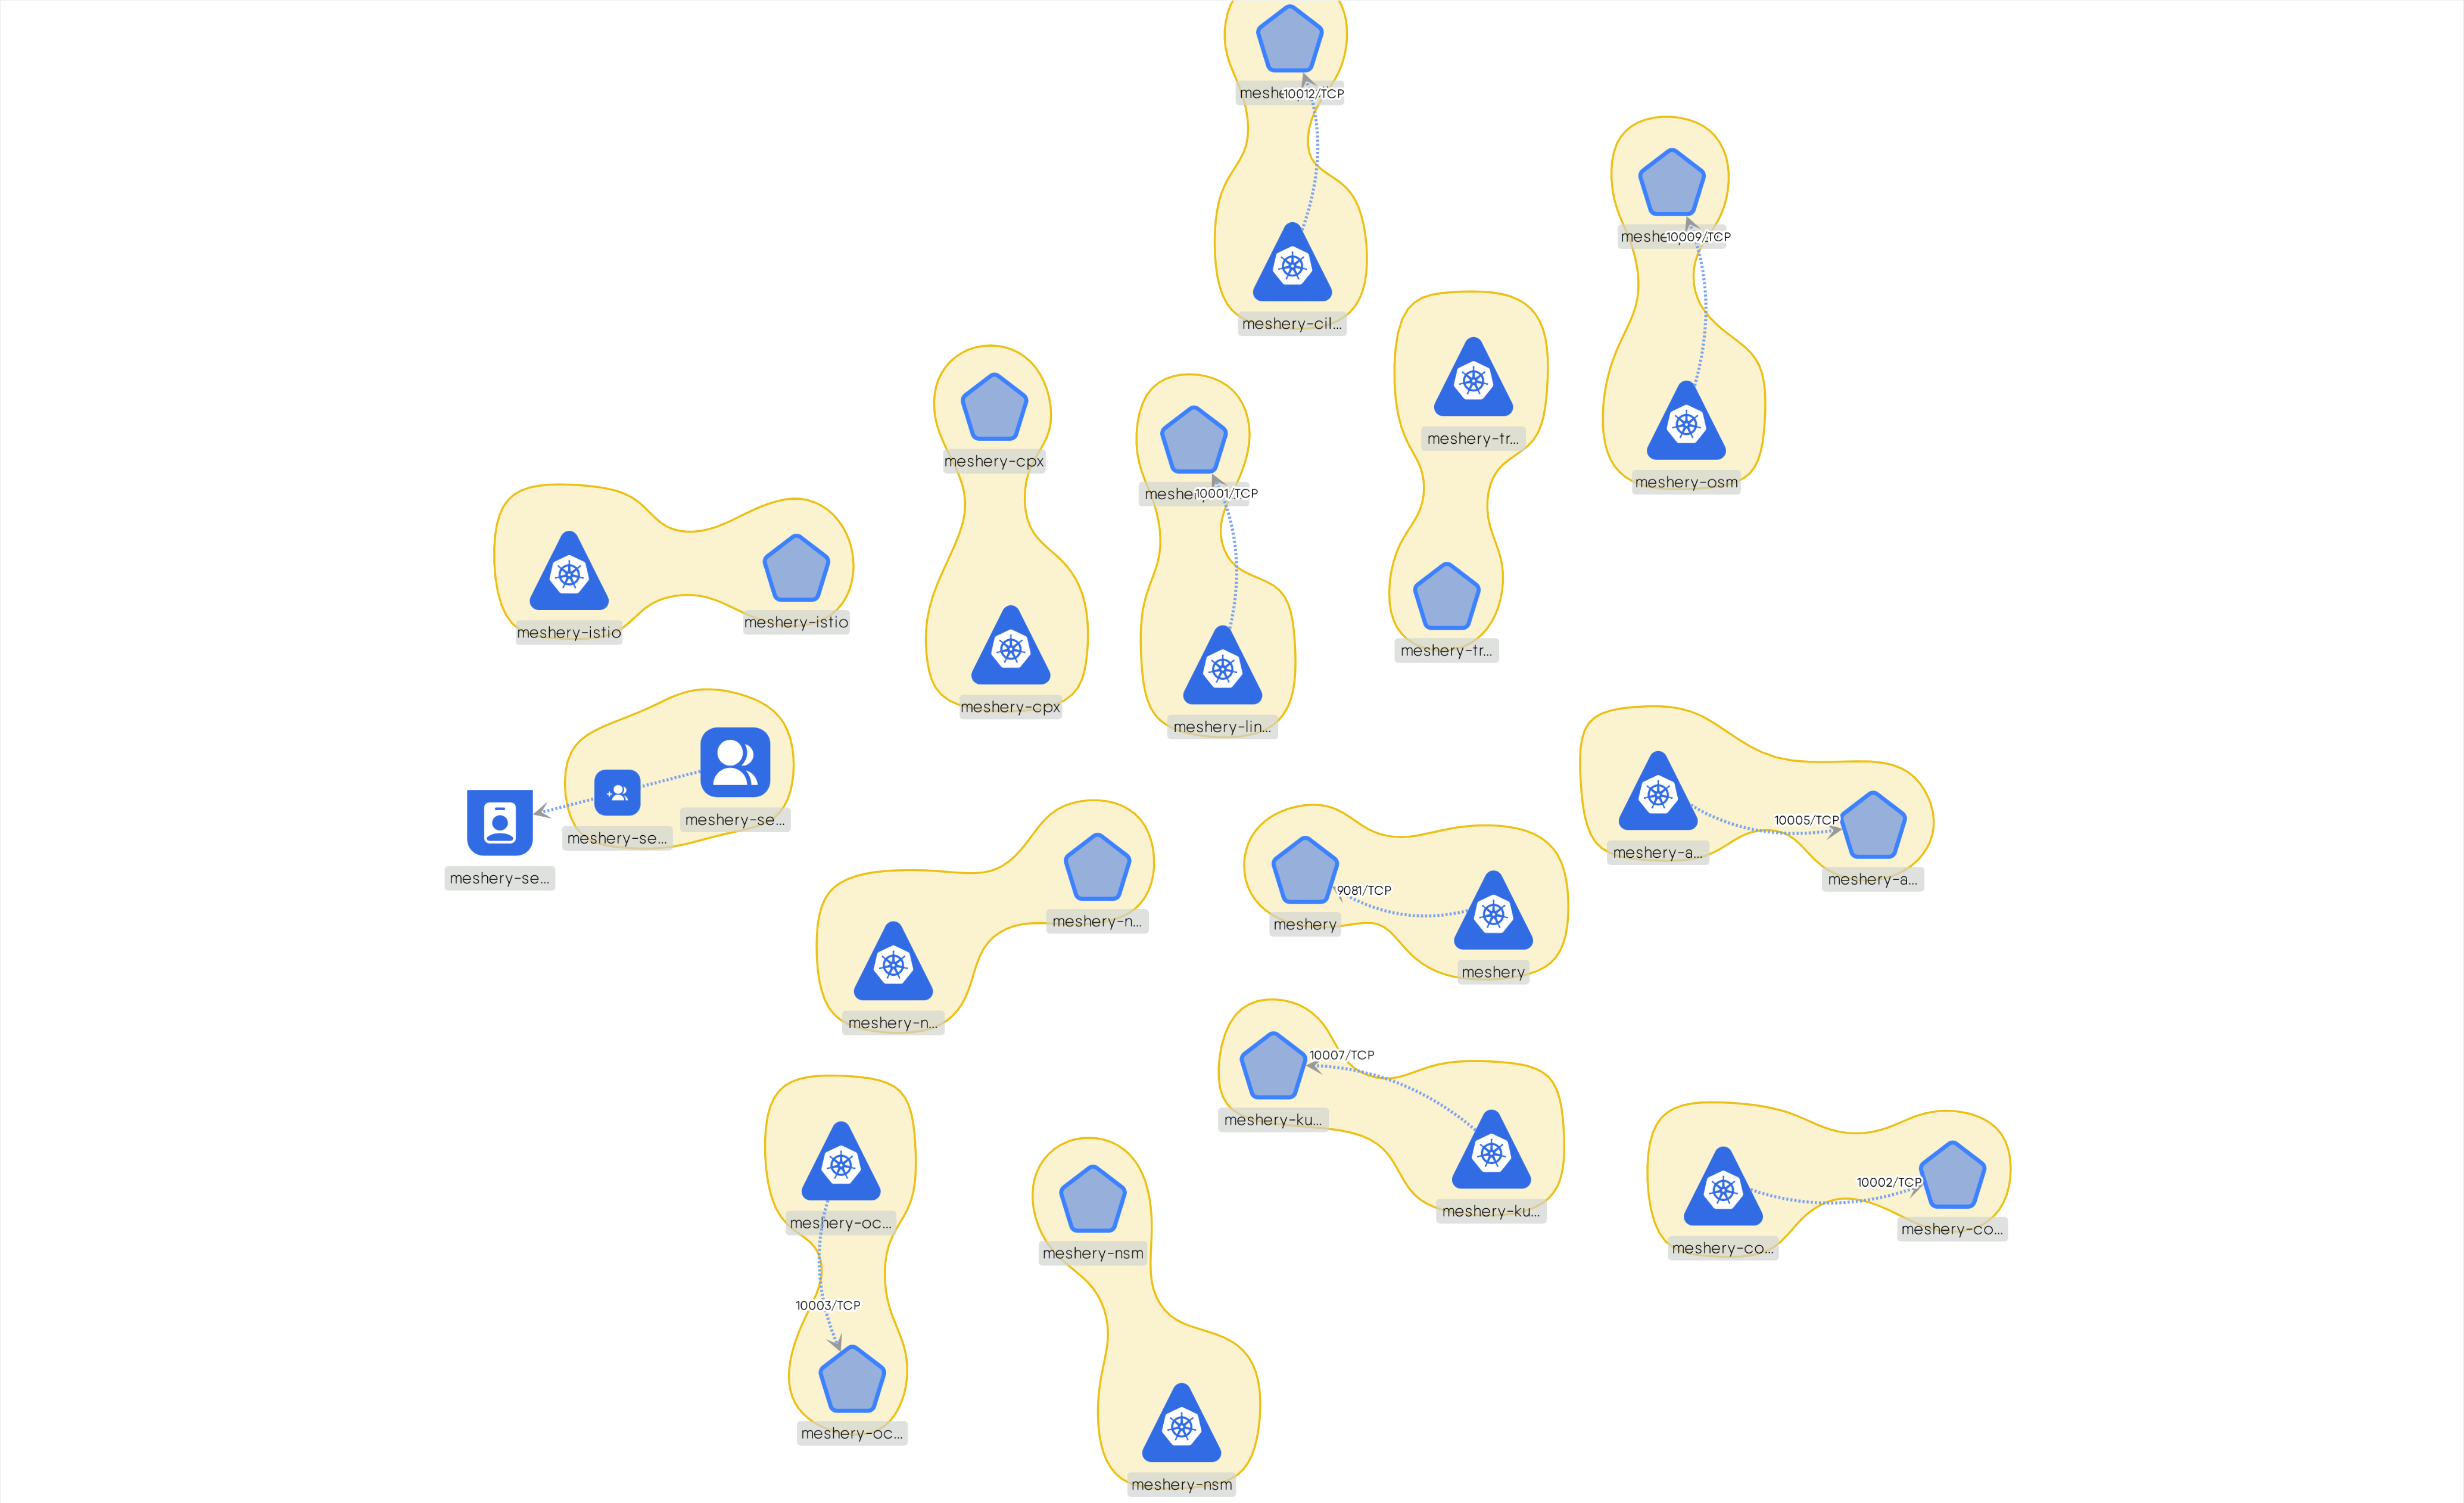 meshe
10012/TCP
meshery-cil...
meshe
10009/TCP
meshery-osm
meshery-tr...
meshery-tr...
meshery-cpx
meshery-cpx
meshe
10001/TCP
meshery-lin...
meshery-istio
meshery-istio
meshery-se...
meshery-se...
meshery-se...
meshery-n...
meshery-n...
9081/TCP
meshery
meshery
10005/TCP
meshery-a...
meshery-a...
10007/TCP
meshery-ku...
meshery-ku...
10002/TCP
meshery-co...
meshery-co...
meshery-oc...
10003/TCP
meshery-oc...
meshery-nsm
meshery-nsm